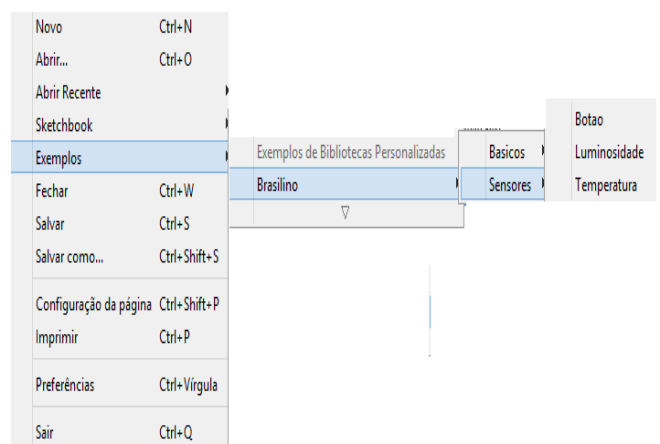 Novo Ctrl+N
Abrir... Ctrl+O
Abrir Recente
Sketchbook
Exemplos
Fechar Ctrl+W
Salvar Ctrl+S
Salvar como... Ctrl+Shift+S
Configuração da página Ctrl+Shift+P
Imprimir Ctrl+P
Preferências Ctrl+Vírgula
Sair Ctrl+Q
Exemplos de Bibliotecas Personalizadas
Brasilino
Basicos
Sensores
Botao
Luminosidade
Temperatura